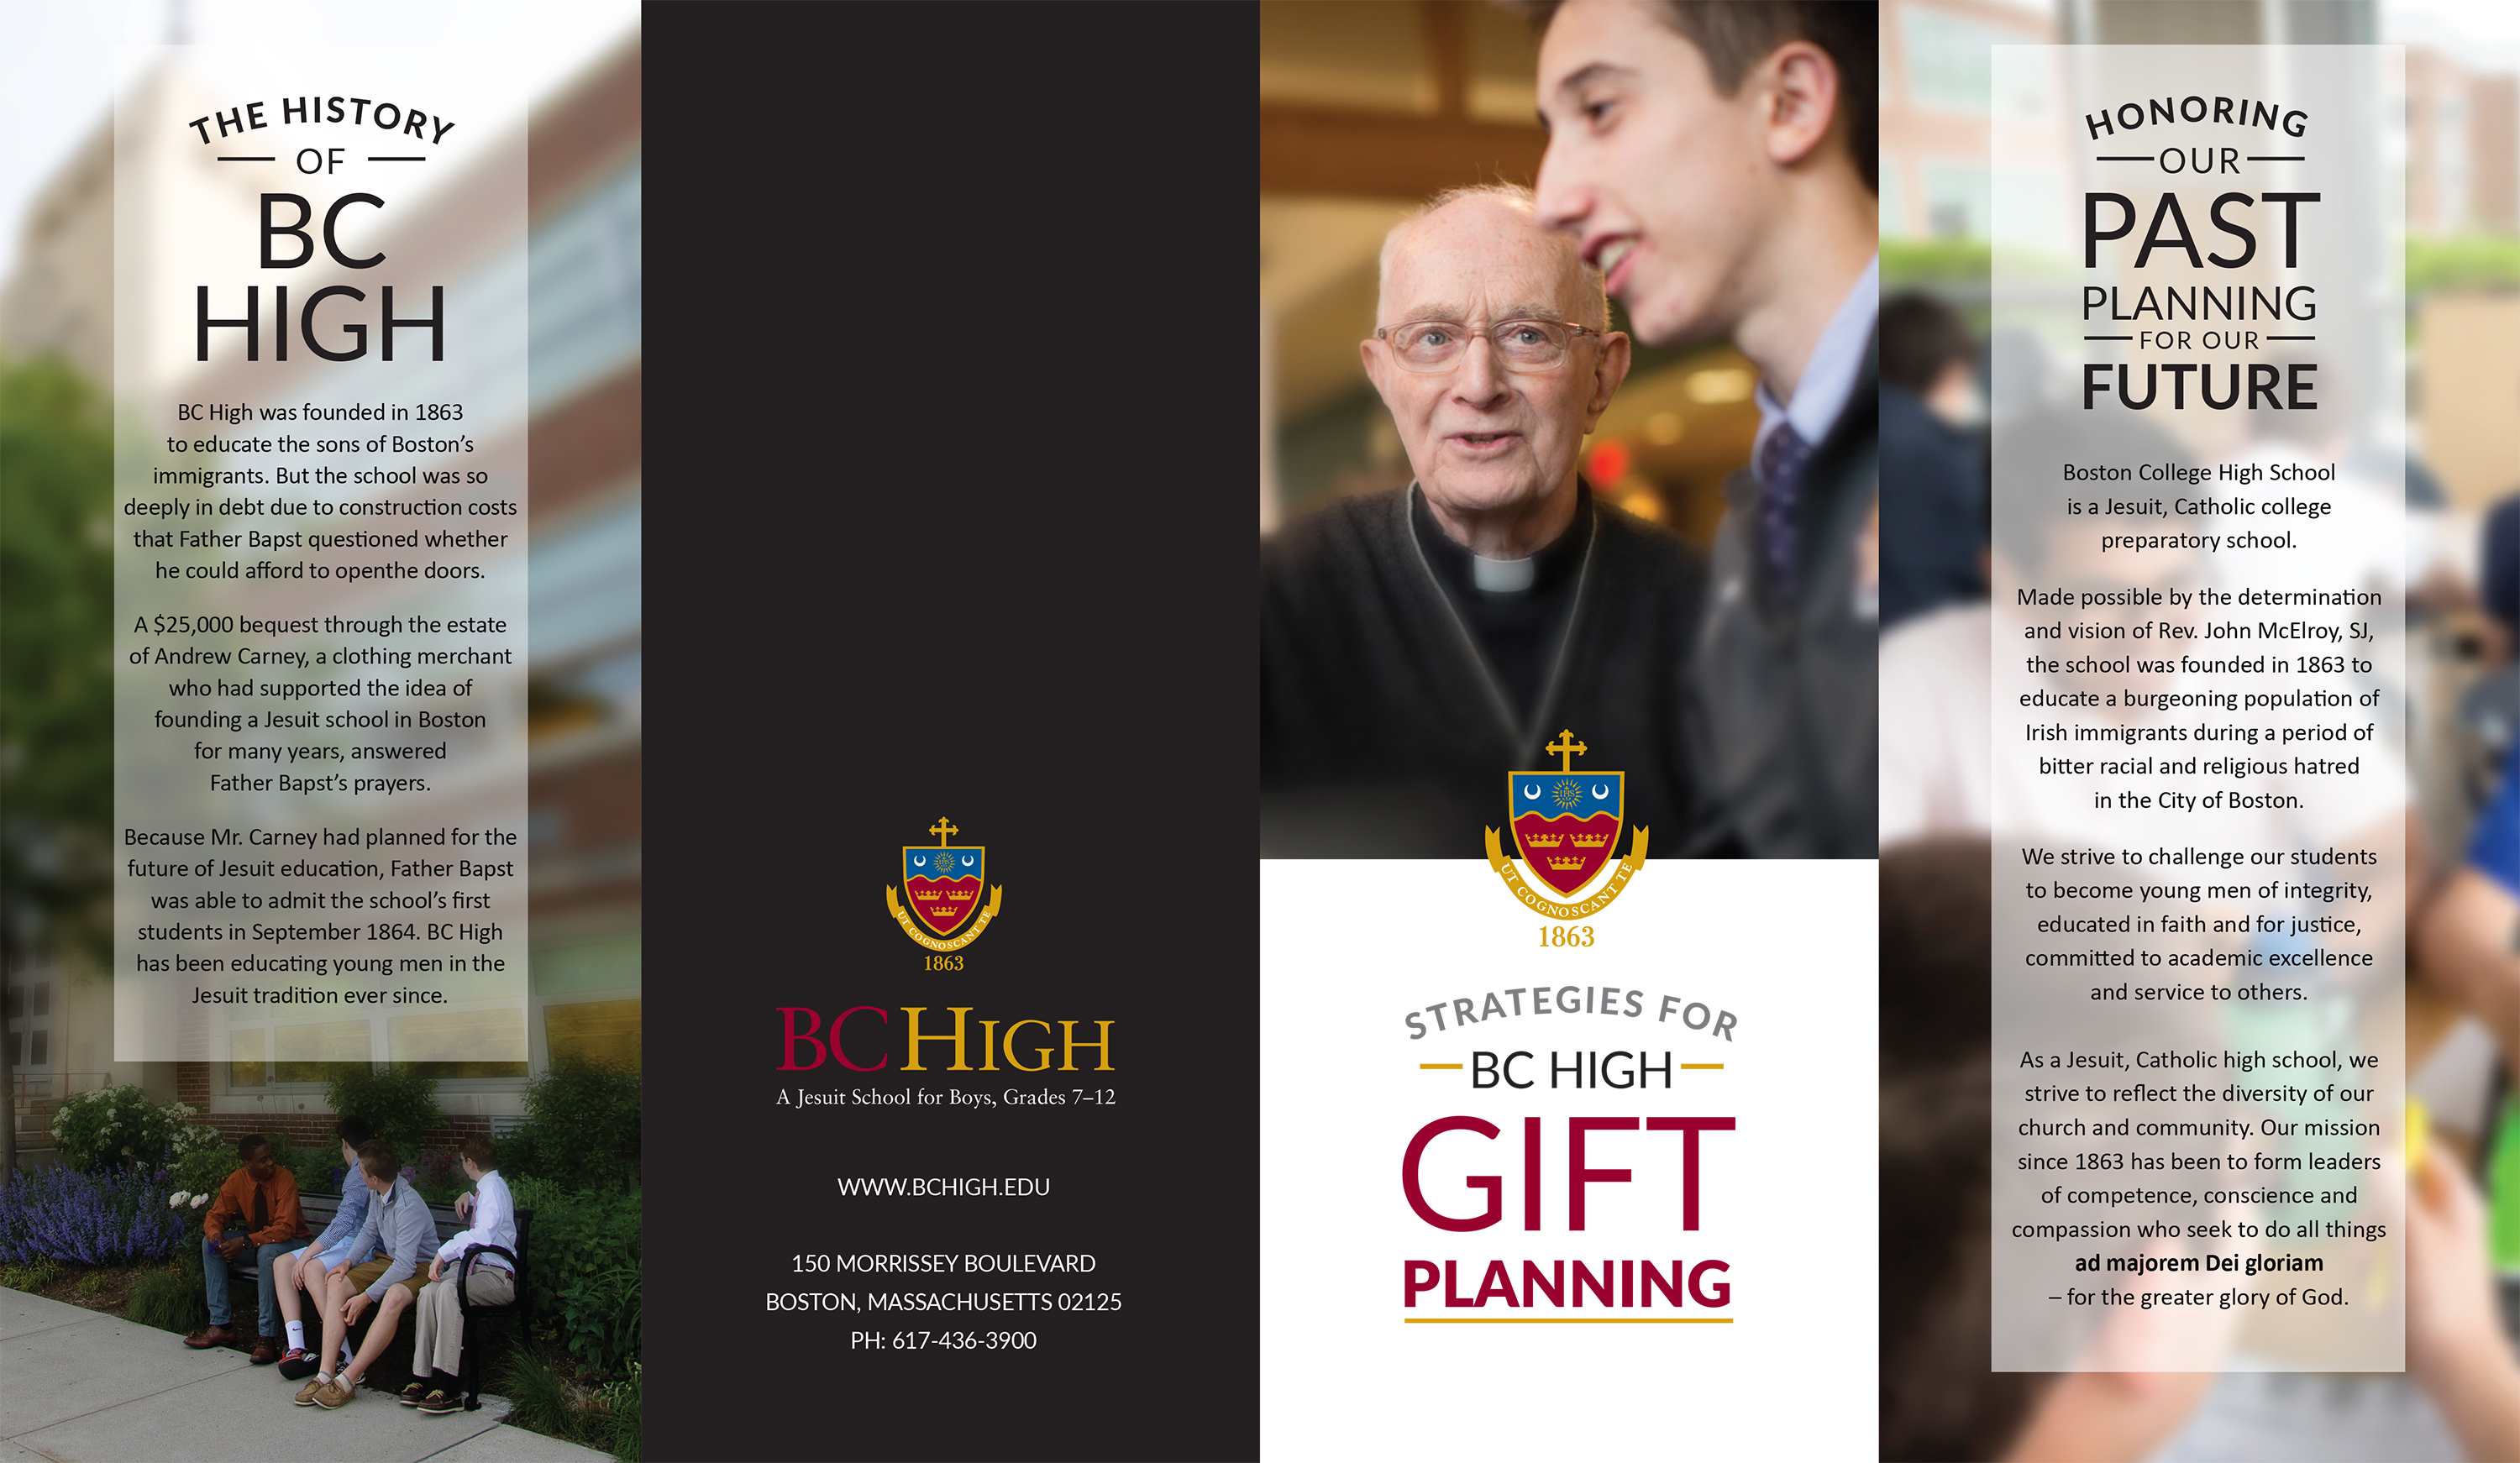 THE HISTORY
OF
BC
HIGH
BC High was founded in 1863
to educate the sons of Boston’s
immigrants. But the school was so
deeply in debt due to construction costs
that Father Bapst questioned whether
he could afford to openthe doors.
A $25,000 bequest through the estate
of Andrew Carney, a clothing merchant
who had supported the idea of
founding a Jesuit school in Boston
for many years, answered
Father Bapst’s prayers.
Because Mr. Carney had planned for the
future of Jesuit education, Father Bapst
was able to admit the school’s first
students in September 1864. BC High
has been educating young men in the
Jesuit tradition ever since.
UT COGNOSCANT TE
1863
BC HIGH
A Jesuit School for Boys, Grades 7–12
WWW.BCHIGH.EDU
150 MORRISSEY BOULEVARD
BOSTON, MASSACHUSETTS 02125
PH: 617-436-3900
IHS
UT COGNOSCANT TE
1863
STRATEGIES FOR
BC HIGH
GIFT
PLANNING
HONORING
OUR
PAST
PLANNING
FOR OUR
FUTURE
Boston College High School
is a Jesuit, Catholic college
preparatory school.
Made possible by the determination
and vision of Rev. John McElroy, SJ,
the school was founded in 1863 to
educate a burgeoning population of
Irish immigrants during a period of
bitter racial and religious hatred
in the City of Boston.
We strive to challenge our students
to become young men of integrity,
educated in faith and for justice,
committed to academic excellence
and service to others.
As a Jesuit, Catholic high school, we
strive to reflect the diversity of our
church and community. Our mission
since 1863 has been to form leaders
of competence, conscience and
compassion who seek to do all things
ad majorem Dei gloriam
– for the greater glory of God.